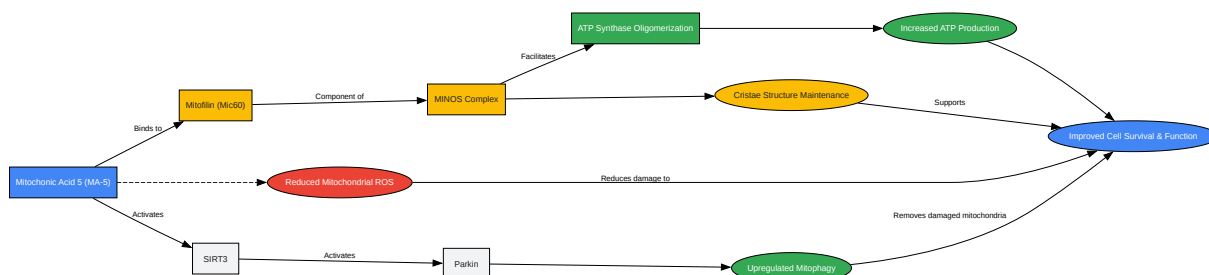 ATP Synthase Oligomerization
Increased ATP Production
Facilitates
Mitofilin (Mic60)
Component of
MINOS Complex
Cristae Structure Maintenance
Supports
Binds to
Improved Cell Survival & Function
Mitochonic Acid 5 (MA-5)
Reduced Mitochondrial ROS
Reduces damage to
Activates
Removes damaged mitochondria
SIRT3
Activates
Parkin
Upregulated Mitophagy